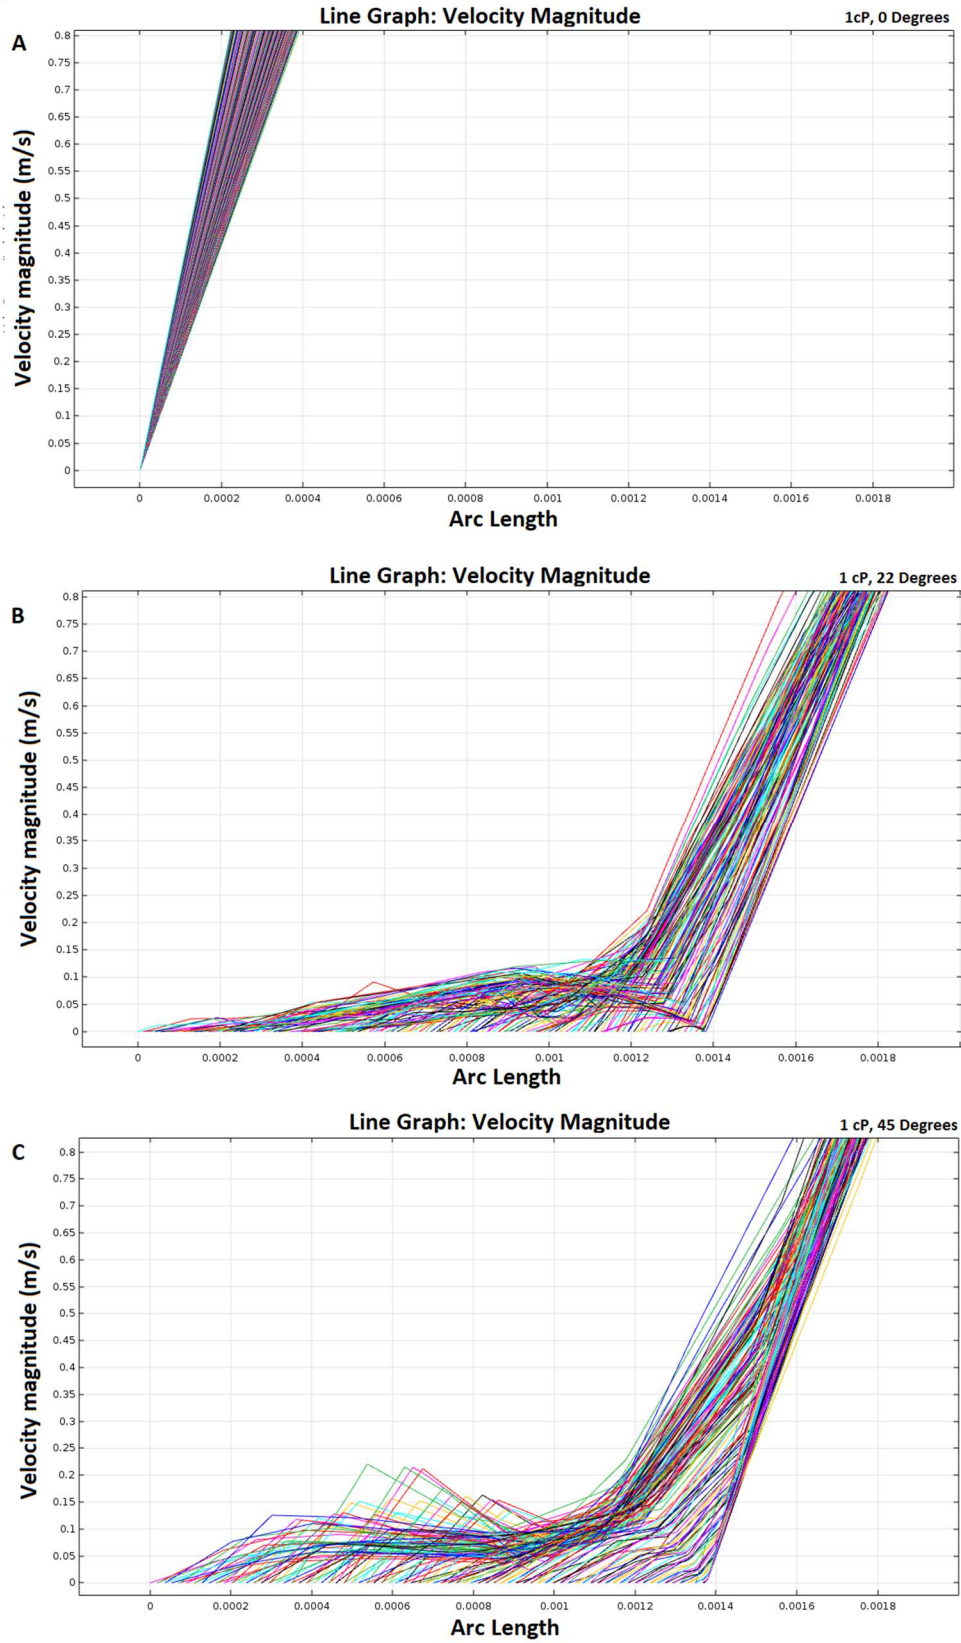 Line Graph: Velocity Magnitude
1cP, 0 Degrees
A
Velocity magnitude (m/s)
0.8
0.75
0.7
0.65
0.6
0.55
0.5
0.45
0.4
0.35
0.3
0.25
0.2
0.15
0.1
0.05
0
0 0.0002 0.0004 0.0006 0.0008 0.001 0.0012 0.0014 0.0016 0.0018
Arc Length
Line Graph: Velocity Magnitude
1 cP, 22 Degrees
B
Velocity magnitude (m/s)
0.8
0.75
0.7
0.65
0.6
0.55
0.5
0.45
0.4
0.35
0.3
0.25
0.2
0.15
0.1
0.05
0
0 0.0002 0.0004 0.0006 0.0008 0.001 0.0012 0.0014 0.0016 0.0018
Arc Length
Line Graph: Velocity Magnitude
1 cP, 45 Degrees
C
Velocity magnitude (m/s)
0.8
0.75
0.7
0.65
0.6
0.55
0.5
0.45
0.4
0.35
0.3
0.25
0.2
0.15
0.1
0.05
0
0 0.0002 0.0004 0.0006 0.0008 0.001 0.0012 0.0014 0.0016 0.0018
Arc Length